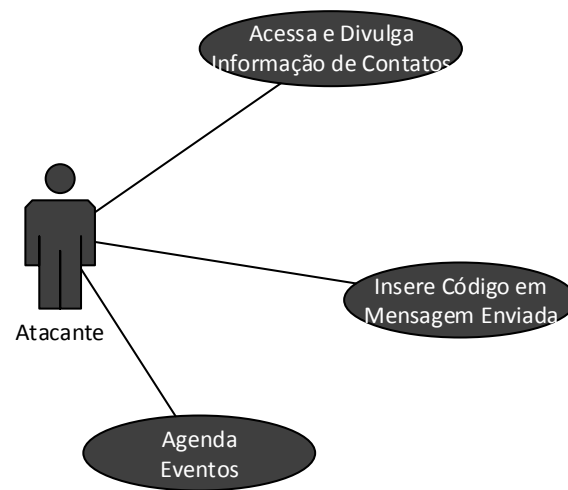 Acessa e Divulga
Informação de Contatos
Atacante
Insere Código em
Mensagem Enviada
Agenda
Eventos